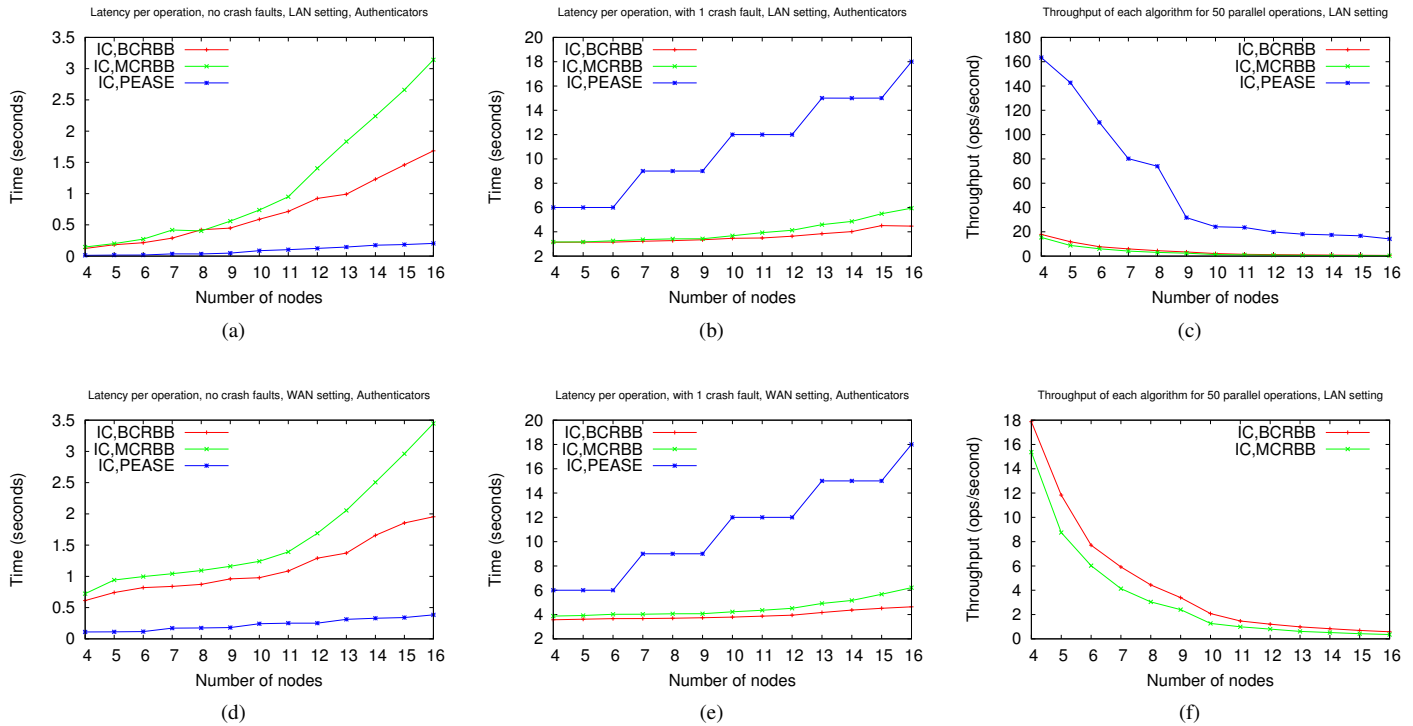 Latency per operation, no crash faults, LAN setting, Authenticators
3.5
3
2.5
2
1.5
1
0.5
0
Time (seconds)
IC,BCRBB
IC,MCRBB
IC,PEASE
4 5 6 7 8 9 10 11 12 13 14 15 16
Number of nodes
(a)
Latency per operation, with 1 crash fault, LAN setting, Authenticators
20
18
16
14
12
10
8
6
4
2
Time (seconds)
IC,BCRBB
IC,MCRBB
IC,PEASE
4 5 6 7 8 9 10 11 12 13 14 15 16
Number of nodes
(b)
Throughput of each algorithm for 50 parallel operations, LAN setting
180
160
140
120
100
80
60
40
20
0
Throughput (ops/second)
IC,BCRBB
IC,MCRBB
IC,PEASE
4 5 6 7 8 9 10 11 12 13 14 15 16
Number of nodes
(c)
Latency per operation, no crash faults, WAN setting, Authenticators
3.5
3
2.5
2
1.5
1
0.5
0
Time (seconds)
IC,BCRBB
IC,MCRBB
IC,PEASE
4 5 6 7 8 9 10 11 12 13 14 15 16
Number of nodes
(d)
Latency per operation, with 1 crash fault, WAN setting, Authenticators
20
18
16
14
12
10
8
6
4
2
Time (seconds)
IC,BCRBB
IC,MCRBB
IC,PEASE
4 5 6 7 8 9 10 11 12 13 14 15 16
Number of nodes
(e)
Throughput of each algorithm for 50 parallel operations, LAN setting
18
16
14
12
10
8
6
4
2
0
Throughput (ops/second)
IC,BCRBB
IC,MCRBB
4 5 6 7 8 9 10 11 12 13 14 15 16
Number of nodes
(f)